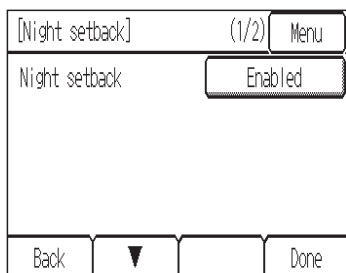 [Night setback] (1/2) Menu
Night setback Enabled
Back ▼ Done